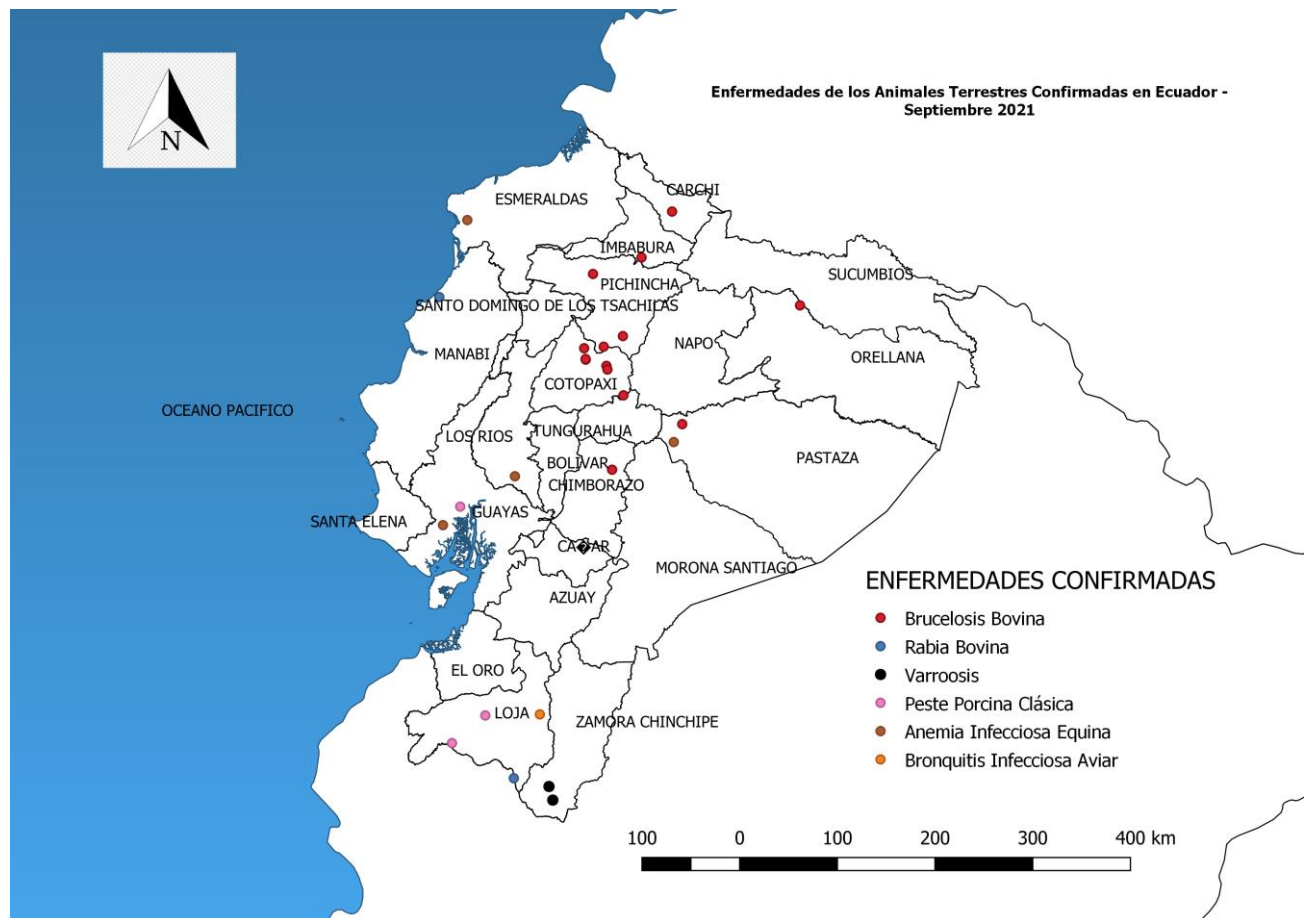 Enfermedades de los Animales Terrestres Confirmadas en Ecuador -
Septiembre 2021
N
CARCHI
ESMERALDAS
IMBABURA
SUCUMBIOS
PICHINCHA
SANTO DOMINGO DE LOS TSACHILAS
NAPO
MANABI
ORELLANA
COTOPAXI
OCEANO PACIFICO
LOS RIOS
TUNGURAHUA
PASTAZA
BOLIVAR
CHIMBORAZO
GUAYAS
SANTA ELENA
CA�AR
MORONA SANTIAGO
AZUAY
EL ORO
LOJA
ZAMORA CHINCHIPE
ENFERMEDADES CONFIRMADAS
Brucelosis Bovina
Rabia Bovina
Varroosis
Peste Porcina Clásica
Anemia Infecciosa Equina
Bronquitis Infecciosa Aviar
100 0 100 200 300 400 km